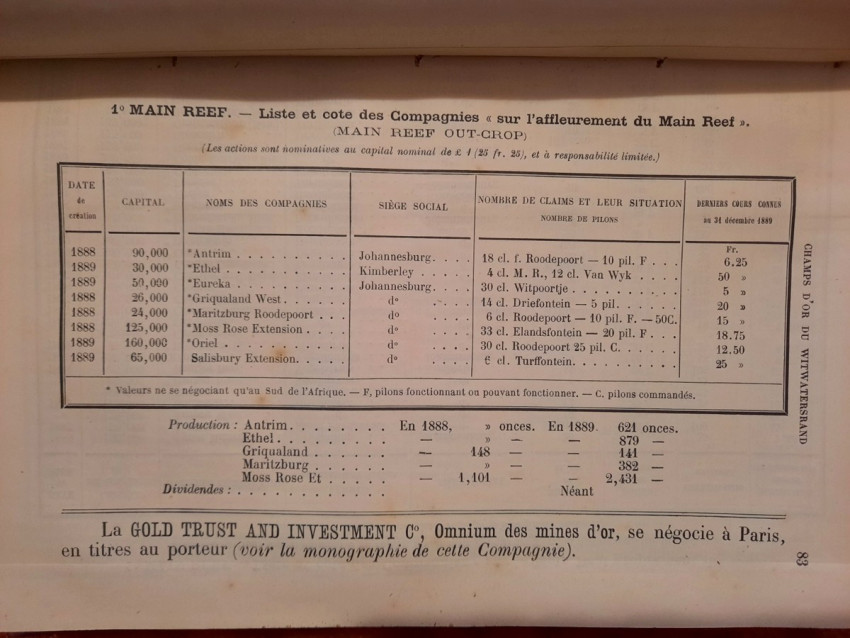 1º MAIN REEF. — Liste et cote des Compagnies « sur l'affleurement du Main Reef ».
(MAIN REEF OUT-CROP)
(Les actions sont nominatives au capital nominal de £ 1 (25 fr. 25), et à responsabilité limitée.)
DATE de création | CAPITAL | NOMS DES COMPAGNIES | SIÈGE SOCIAL | NOMBRE DE CLAIMS ET LEUR SITUATION NOMBRE DE PILONS | DERNIERS COURS CONNUS au 31 décembre 1889
Fr.
1888 90,000 *Antrim . . . . . . . . . . Johannesburg. . . . 18 cl. f. Roodepoort — 10 pil. F . . . 6.25
1889 30,000 *Ethel . . . . . . . . . . . Kimberley . . . . . 4 cl. M. R., 12 cl. Van Wyk . . . . 50 »
1889 50,000 *Eureka . . . . . . . . . . Johannesburg. . . . 30 cl. Witpoortje. . . . . . . . . . 5 »
1888 26,000 *Griqualand West . . . . . . dº . . . . 14 cl. Driefontein — 5 pil. . . . . . 20 »
1888 24,000 *Maritzburg Roodepoort . . . dº . . . . 6 cl. Roodepoort — 10 pil. F. — 50C. 15 »
1888 125,000 *Moss Rose Extension . . . . dº . . . . 33 cl. Elandsfontein — 20 pil. F . . . 18.75
1889 160,000 *Oriel . . . . . . . . . . . dº . . . . 30 cl. Roodepoort 25 pil. C. . . . . . 12.50
1889 65,000 Salisbury Extension. . . . . dº . . . . cl. Turffontein. . . . . . . . . . 25 »
* Valeurs ne se négociant qu'au Sud de l'Afrique. — F, pilons fonctionnant ou pouvant fonctionner. — C. pilons commandés.
Production : Antrim. . . . . . . . En 1888, » onces. En 1889. 621 onces.
Ethel. . . . . . . . . — » — — 879 —
Griqualand . . . . . . — 148 — — 141 —
Maritzburg . . . . . . — » — — 382 —
Moss Rose Et . . . . . — 1,101 — — 2,431 —
Dividendes : . . . . . . . . . . . . Néant
La GOLD TRUST AND INVESTMENT Cº, Omnium des mines d'or, se négocie à Paris,
en titres au porteur (voir la monographie de cette Compagnie).
CHAMPS D'OR DU WITWATERSRAND
83